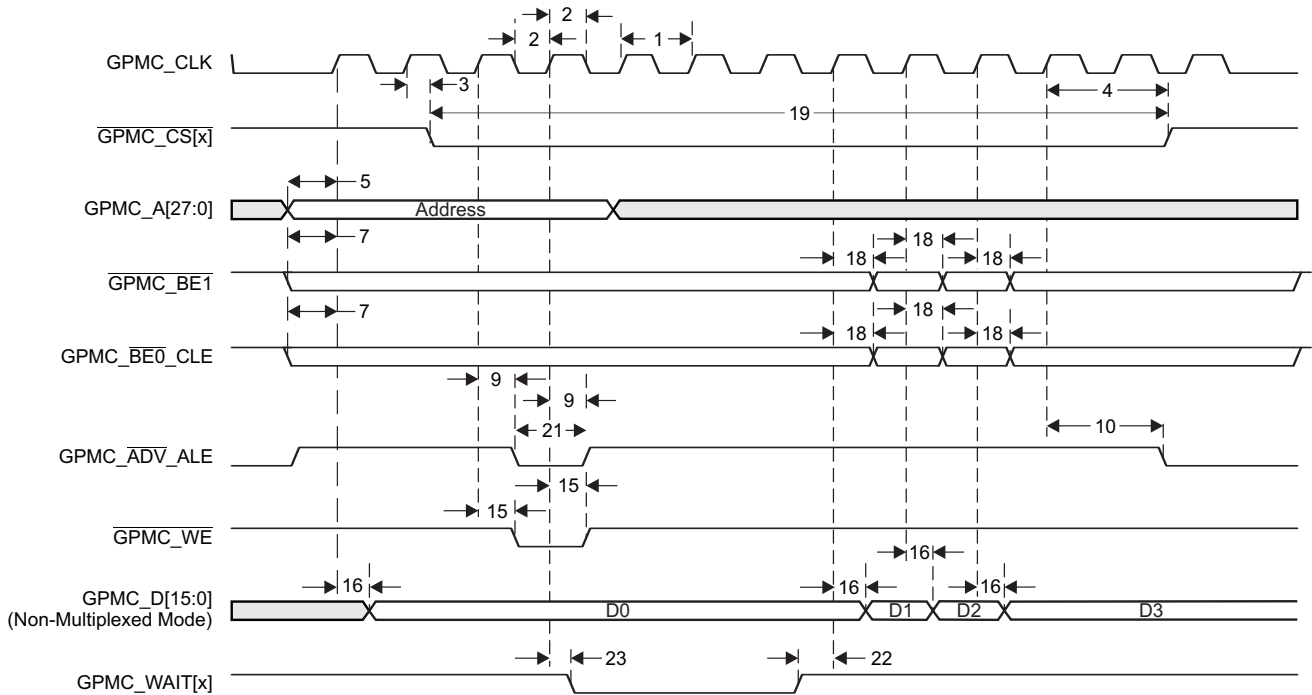 2
2
1
GPMC_CLK
3
4
19
GPMC_CS[x]
5
GPMC_A[27:0]
Address
7
18
18
18
GPMC_BE1
7
18
18
18
GPMC_BE0_CLE
9
9
21
10
GPMC_ADV_ALE
15
15
GPMC_WE
16
16
16
16
GPMC_D[15:0]
(Non-Multiplexed Mode)
D0
D1
D2
D3
23
22
GPMC_WAIT[x]